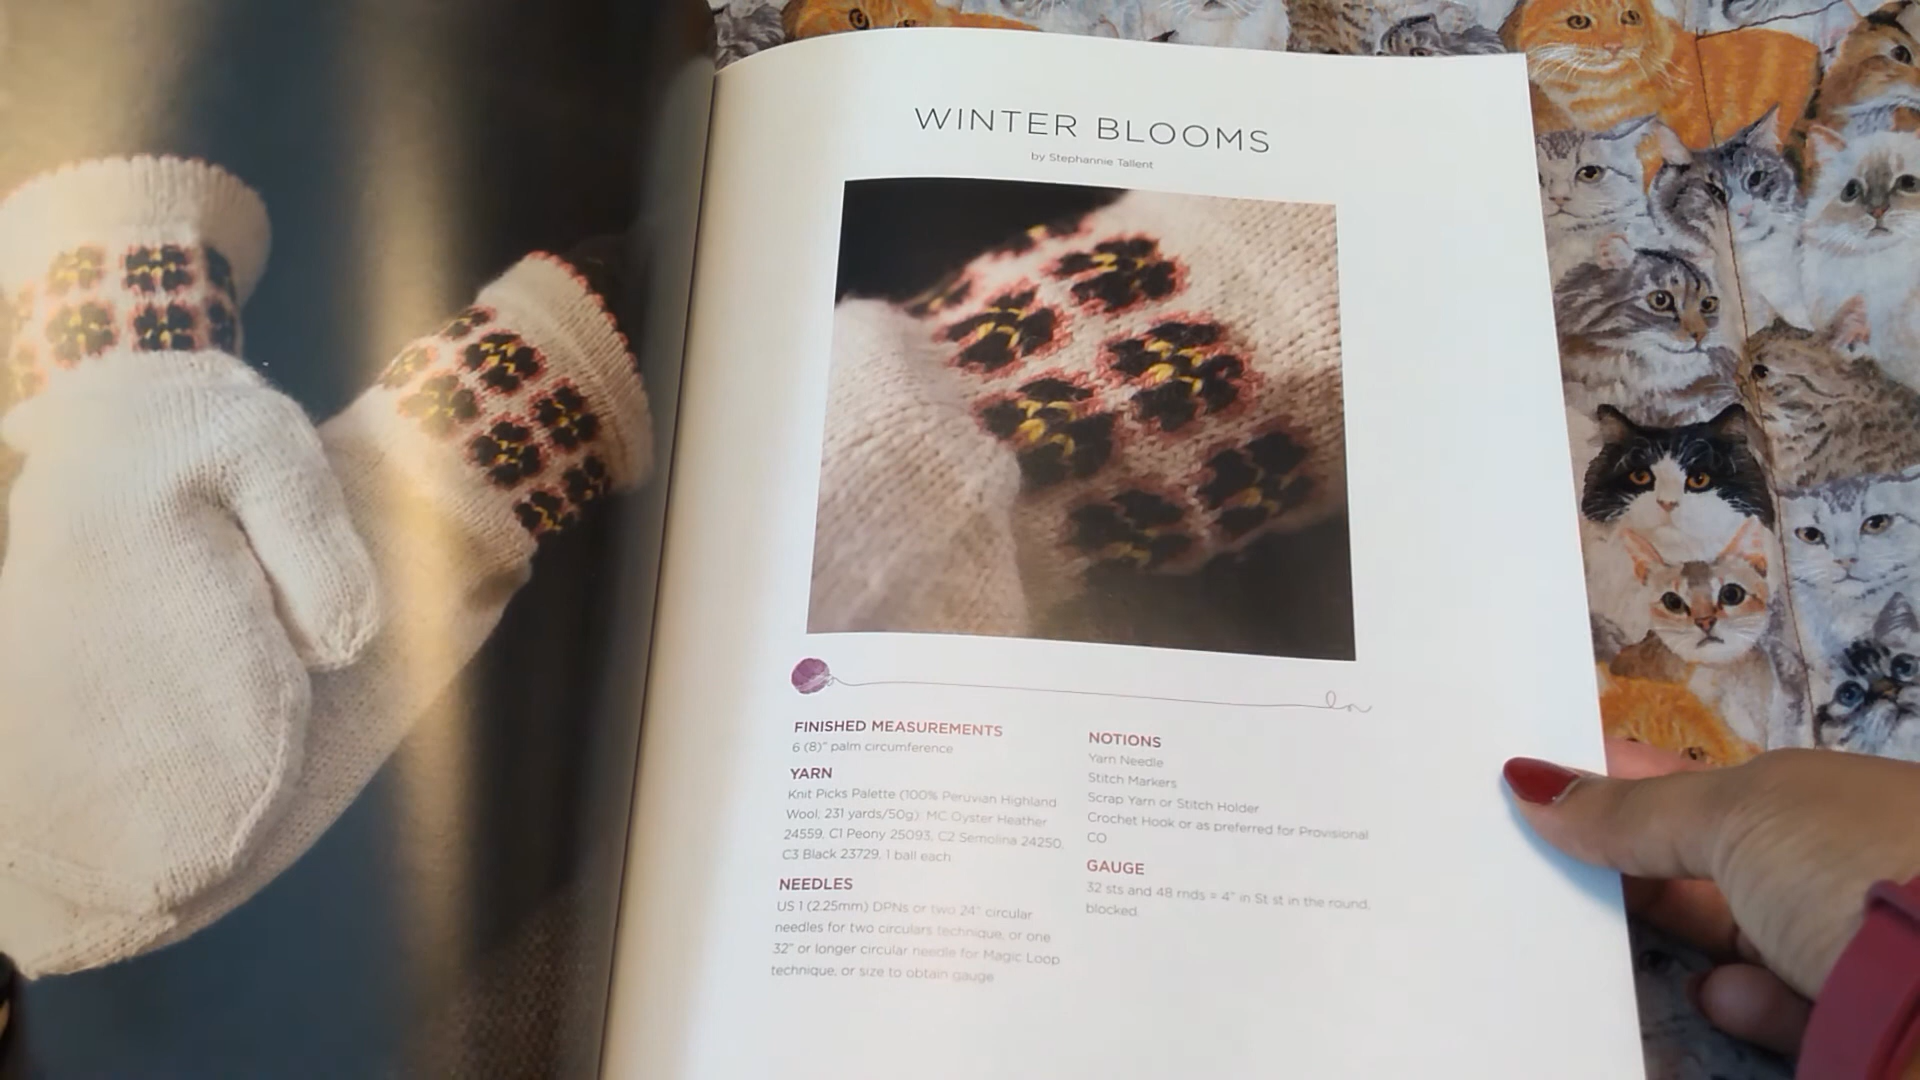 WINTER BLOOMS
by Stephannie Tallent
FINISHED MEASUREMENTS
6 (8)" palm circumference
YARN
Knit Picks Palette (100% Peruvian Highland
Wool, 231 yards/50g): MC Oyster Heather
24559, C1 Peony 25093, C2 Semolina 24250,
C3 Black 23729, 1 ball each
NEEDLES
US 1 (2.25mm) DPNs or two 24" circular
needles for two circulars technique, or one
32" or longer circular needle for Magic Loop
technique, or size to obtain gauge
NOTIONS
Yarn Needle
Stitch Markers
Scrap Yarn or Stitch Holder
Crochet Hook or as preferred for Provisional
CO
GAUGE
32 sts and 48 rnds = 4" in St st in the round,
blocked.